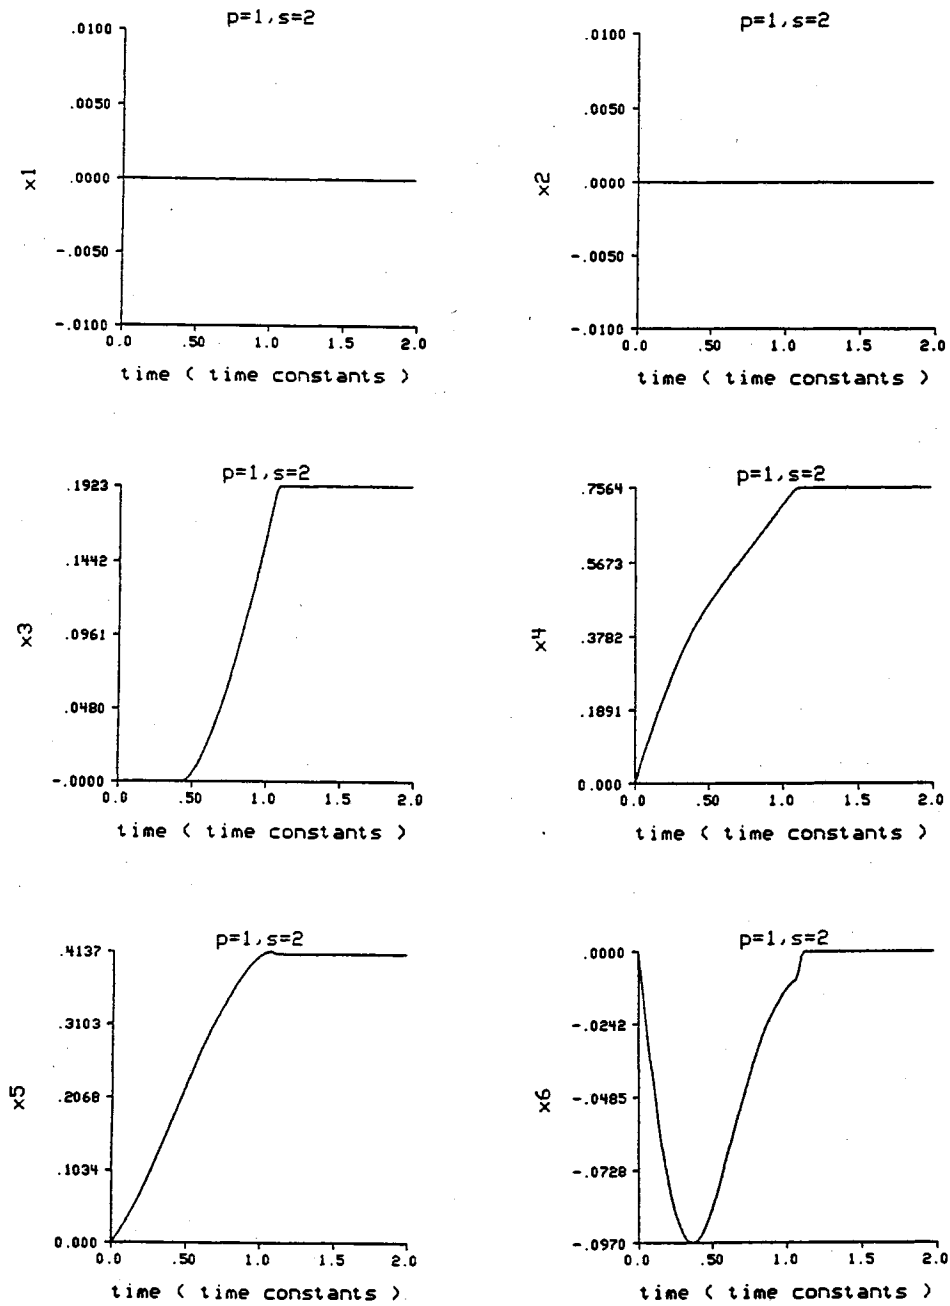 p=1,s=2
.0100
.0050
.0000
-.0050
-.0100
x1
0.0 .50 1.0 1.5 2.0
time ( time constants )
p=1,s=2
.0100
.0050
.0000
-.0050
-.0100
x2
0.0 .50 1.0 1.5 2.0
time ( time constants )
p=1,s=2
.1923
.1442
.0961
.0480
-.0000
x3
0.0 .50 1.0 1.5 2.0
time ( time constants )
p=1,s=2
.7564
.5673
.3782
.1891
0.000
x4
0.0 .50 1.0 1.5 2.0
time ( time constants )
p=1,s=2
.4137
.3103
.2068
.1034
0.000
x5
0.0 .50 1.0 1.5 2.0
time ( time constants )
p=1,s=2
.0000
-.0242
-.0485
-.0728
-.0970
x6
0.0 .50 1.0 1.5 2.0
time ( time constants )